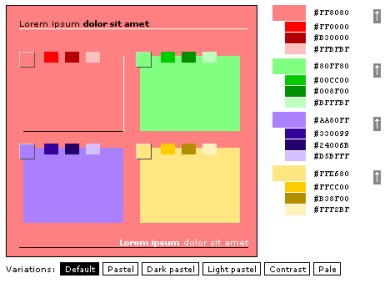 Lorem ipsum dolor sit amet
#FF8080
#FF0000
#B30000
#FFBFBF
#80FF80
#00CC00
#008F00
#BFFFBF
#AA80FF
#330099
#24006B
#D5BFFF
#FFE680
#FFCC00
#B38F00
#FFF2BF
Lorem ipsum dolor sit amet
Variations: Default Pastel Dark pastel Light pastel Contrast Pale